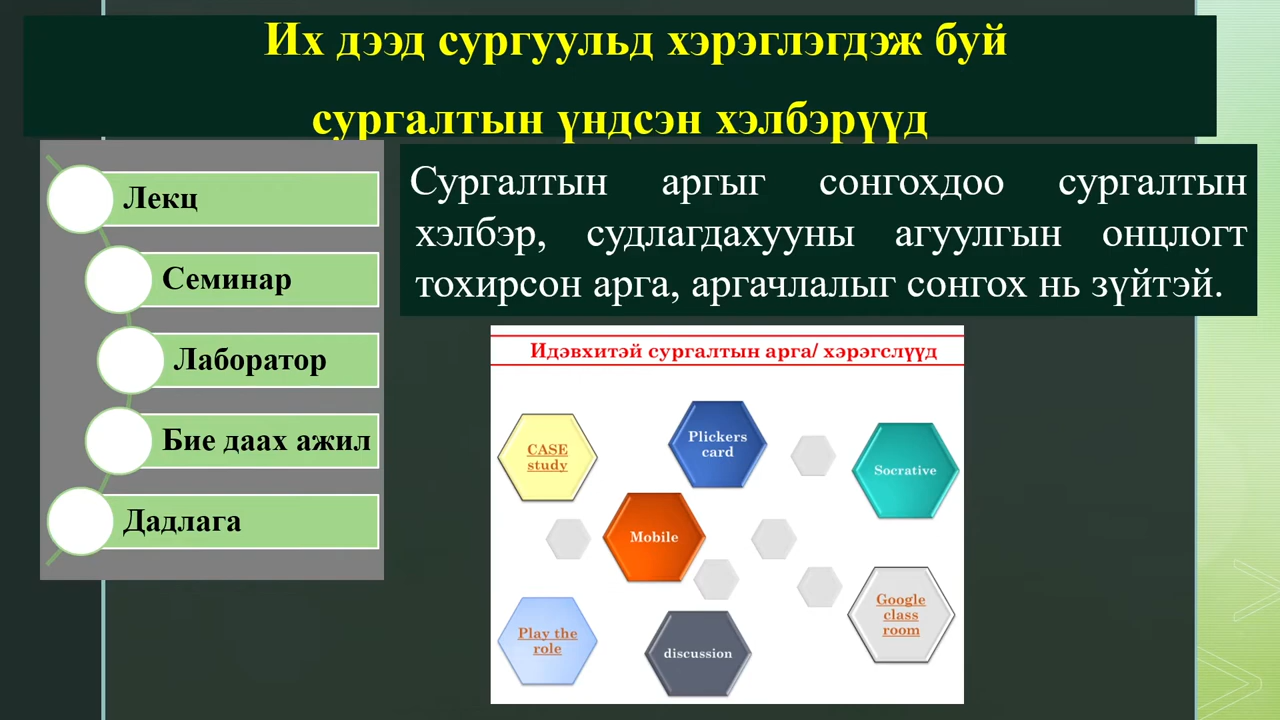 Их дээд сургуульд хэрэглэгдэж буй
сургалтын үндсэн хэлбэрүүд
Лекц
Семинар
Лаборатор
Бие даах ажил
Дадлага
Сургалтын аргыг сонгохдоо сургалтын
хэлбэр, судлагдахууны агуулгын онцлогт
тохирсон арга, аргачлалыг сонгох нь зүйтэй.
Идэвхитэй сургалтын арга/ хэрэгслүүд
CASE
study
Plickers
card
Socrative
Mobile
Google
class
room
Play the
role
discussion